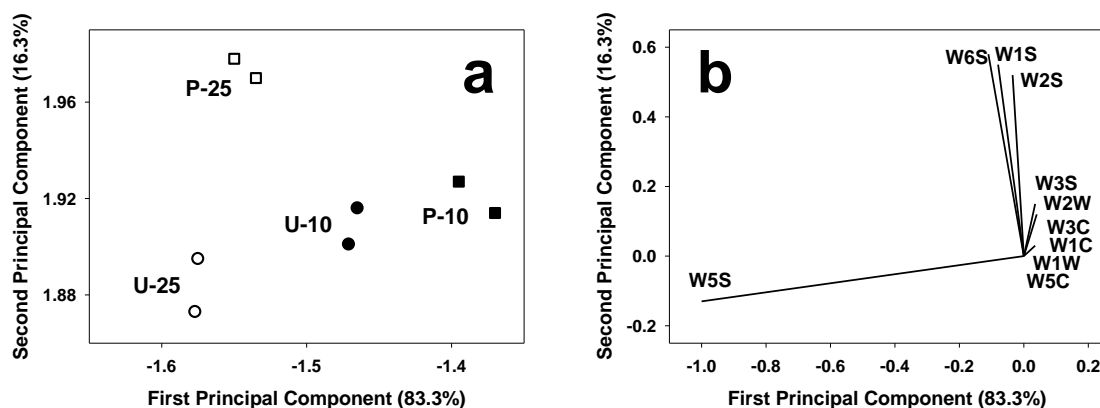 a
P-25
U-10
P-10
U-25
1.96
1.92
1.88
-1.6
-1.5
-1.4
Second Principal Component (16.3%)
First Principal Component (83.3%)
b
W6S
W1S
W2S
W3S
W2W
W3C
W1C
W1W
W5C
W5S
0.6
0.4
0.2
0.0
-0.2
-1.0
-0.8
-0.6
-0.4
-0.2
0.0
0.2
Second Principal Component (16.3%)
First Principal Component (83.3%)